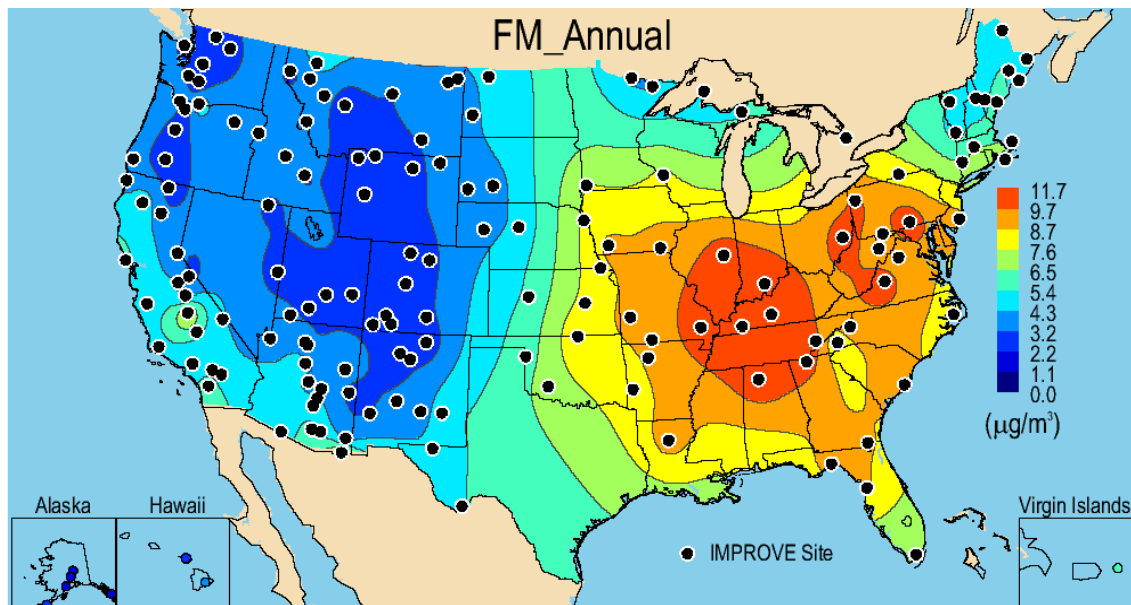 FM_Annual
11.7
9.7
8.7
7.6
6.5
5.4
4.3
3.2
2.2
1.1
0.0
(μg/m³)
Alaska
Hawaii
Virgin Islands
IMPROVE Site